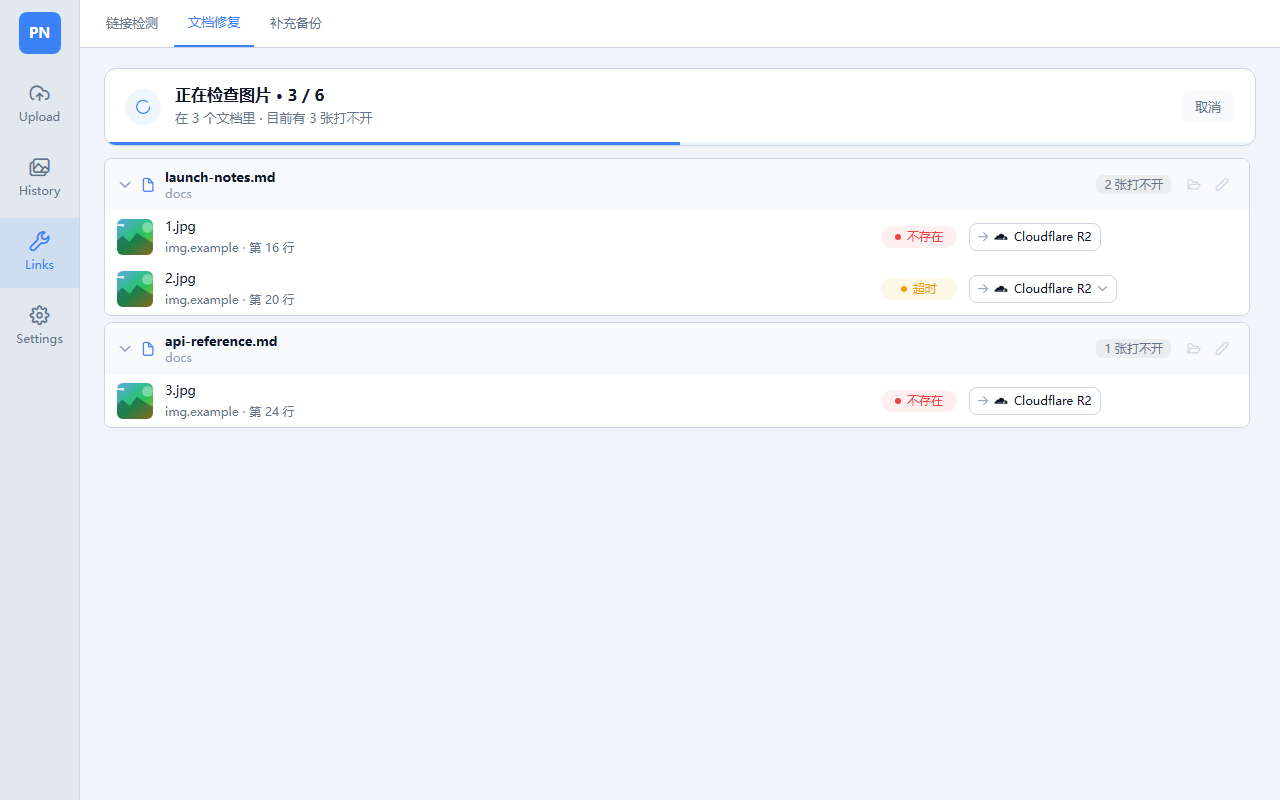 PN
Upload
History
Links
Settings
链接检测 文档修复 补充备份
正在检查图片 • 3 / 6
在 3 个文档里 · 目前有 3 张打不开
取消
launch-notes.md
docs
2 张打不开
1.jpg
img.example · 第 16 行
不存在
Cloudflare R2
2.jpg
img.example · 第 20 行
超时
Cloudflare R2
api-reference.md
docs
1 张打不开
3.jpg
img.example · 第 24 行
不存在
Cloudflare R2